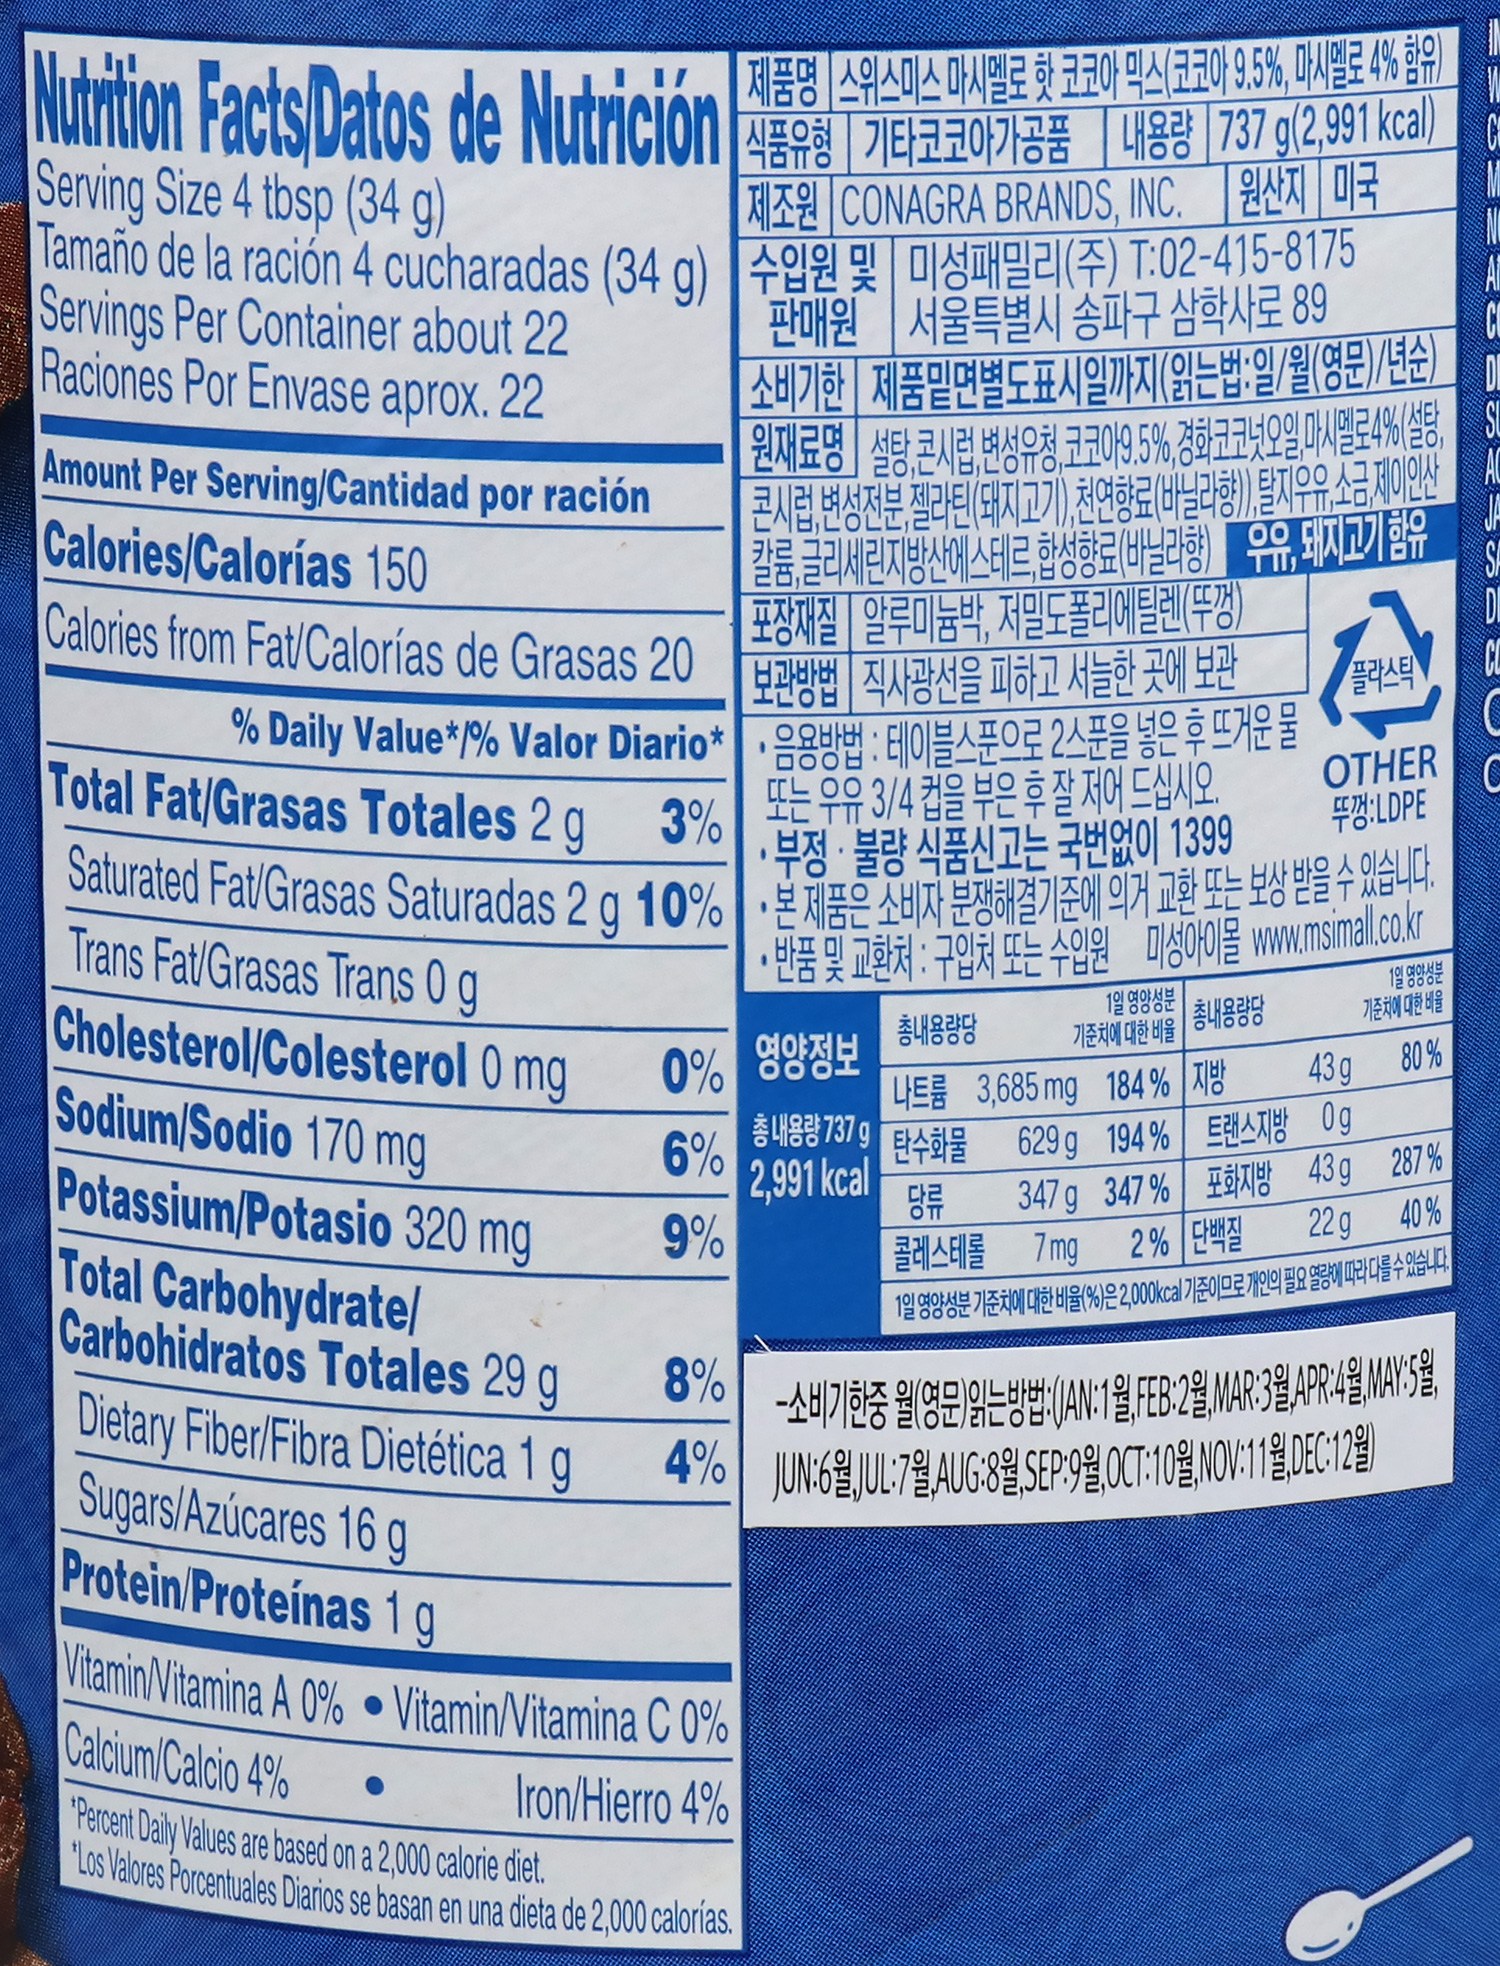 Nutrition Facts/Datos de Nutrición
Serving Size 4 tbsp (34 g)
Tamaño de la ración 4 cucharadas (34 g)
Servings Per Container about 22
Raciones Por Envase aprox. 22
Amount Per Serving/Cantidad por ración
Calories/Calorías 150
Calories from Fat/Calorías de Grasas 20
% Daily Value*/% Valor Diario*
Total Fat/Grasas Totales 2 g 3%
Saturated Fat/Grasas Saturadas 2 g 10%
Trans Fat/Grasas Trans 0 g
Cholesterol/Colesterol 0 mg 0%
Sodium/Sodio 170 mg 6%
Potassium/Potasio 320 mg 9%
Total Carbohydrate/
Carbohidratos Totales 29 g 8%
Dietary Fiber/Fibra Dietética 1 g 4%
Sugars/Azúcares 16 g
Protein/Proteínas 1 g
Vitamin/Vitamina A 0% • Vitamin/Vitamina C 0%
Calcium/Calcio 4% • Iron/Hierro 4%
*Percent Daily Values are based on a 2,000 calorie diet.
*Los Valores Porcentuales Diarios se basan en una dieta de 2,000 calorías.
제품명 스위스미스 마시멜로 핫 코코아 믹스(코코아 9.5%, 마시멜로 4% 함유)
식품유형 기타코코아가공품 내용량 737 g(2,991 kcal)
제조원 CONAGRA BRANDS, INC. 원산지 미국
수입원 및 판매원 미성패밀리(주) T:02-415-8175
서울특별시 송파구 삼학사로 89
소비기한 제품밑면별도표시일까지(읽는법:일/월(영문)/년순)
원재료명 설탕,콘시럽,변성유청,코코아9.5%,경화코코넛오일,마시멜로4%(설탕,
콘시럽,변성전분,젤라틴(돼지고기),천연향료(바닐라향)),탈지우유,소금,제이인산
칼륨,글리세린지방산에스테르,합성향료(바닐라향) 우유, 돼지고기 함유
포장재질 알루미늄박, 저밀도폴리에틸렌(뚜껑)
보관방법 직사광선을 피하고 서늘한 곳에 보관
플라스틱
OTHER
뚜껑:LDPE
• 음용방법 : 테이블스푼으로 2스푼을 넣은 후 뜨거운 물
또는 우유 3/4 컵을 부은 후 잘 저어 드십시오.
• 부정 · 불량 식품신고는 국번없이 1399
• 본 제품은 소비자 분쟁해결기준에 의거 교환 또는 보상 받을 수 있습니다.
• 반품 및 교환처 : 구입처 또는 수입원 미성아이몰 www.msimall.co.kr
영양정보
총 내용량 737 g
2,991 kcal
총내용량당 1일 영양성분 기준치에 대한 비율 총내용량당 1일 영양성분 기준치에 대한 비율
나트륨 3,685 mg 184 % 지방 43 g 80 %
탄수화물 629 g 194 % 트랜스지방 0 g
당류 347 g 347 % 포화지방 43 g 287 %
콜레스테롤 7 mg 2 % 단백질 22 g 40 %
1일 영양성분 기준치에 대한 비율(%)은 2,000kcal 기준이므로 개인의 필요 열량에 따라 다를 수 있습니다.
-소비기한중 월(영문)읽는방법:(JAN:1월,FEB:2월,MAR:3월,APR:4월,MAY:5월,
JUN:6월,JUL:7월,AUG:8월,SEP:9월,OCT:10월,NOV:11월,DEC:12월)